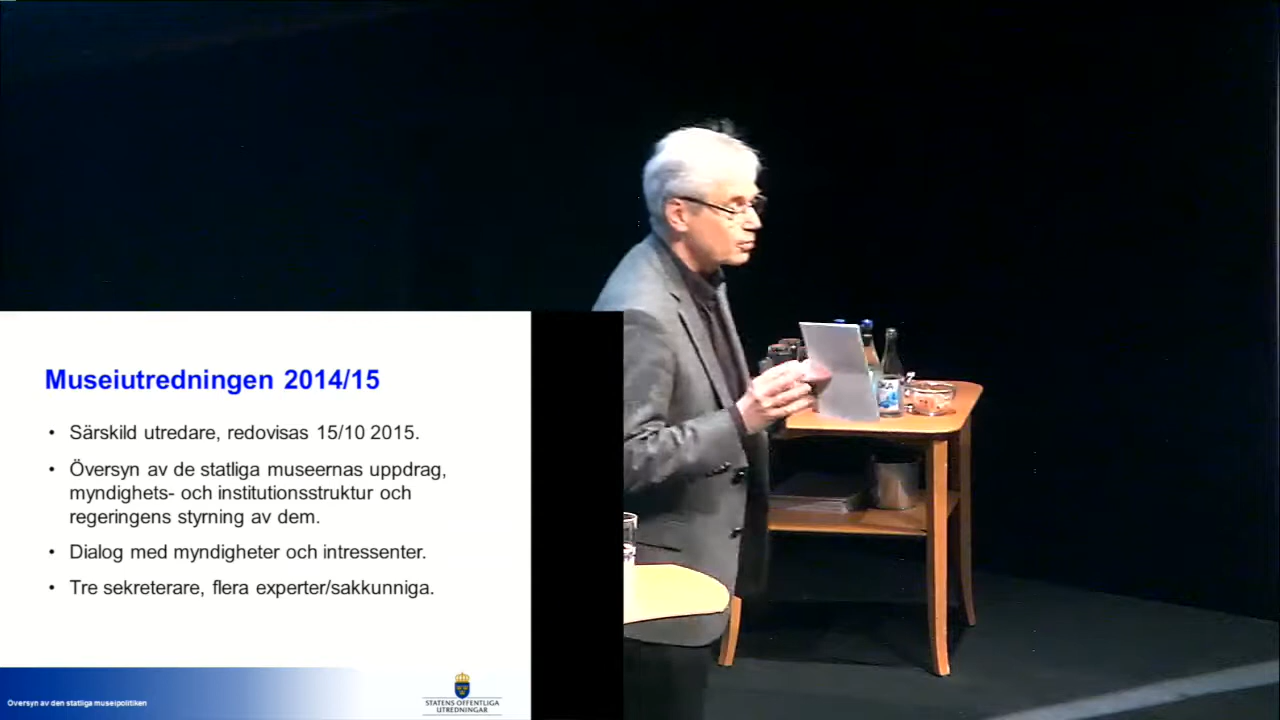 Museiutredningen 2014/15
• Särskild utredare, redovisas 15/10 2015.
• Översyn av de statliga museernas uppdrag,
myndighets- och institutionsstruktur och
regeringens styrning av dem.
• Dialog med myndigheter och intressenter.
• Tre sekreterare, flera experter/sakkunniga.
Översyn av den statliga museipolitiken
STATENS OFFENTLIGA
UTREDNINGAR